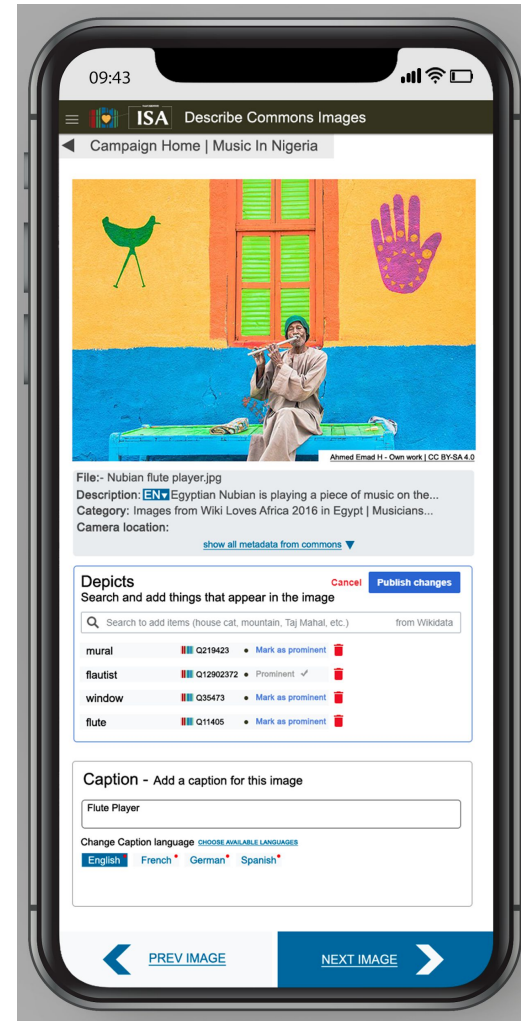 09:43
ISA Describe Commons Images
Campaign Home | Music In Nigeria
Ahmed Emad H - Own work | CC BY-SA 4.0
File:- Nubian flute player.jpg
Description: EN▼ Egyptian Nubian is playing a piece of music on the...
Category: Images from Wiki Loves Africa 2016 in Egypt | Musicians...
Camera location:
show all metadata from commons ▼
Depicts
Cancel Publish changes
Search and add things that appear in the image
Search to add items (house cat, mountain, Taj Mahal, etc.) from Wikidata
mural Q219423 • Mark as prominent
flautist Q12902372 • Prominent ✓
window Q35473 • Mark as prominent
flute Q11405 • Mark as prominent
Caption - Add a caption for this image
Flute Player
Change Caption language CHOOSE AVAILABLE LANGUAGES
English* French* German* Spanish*
PREV IMAGE NEXT IMAGE